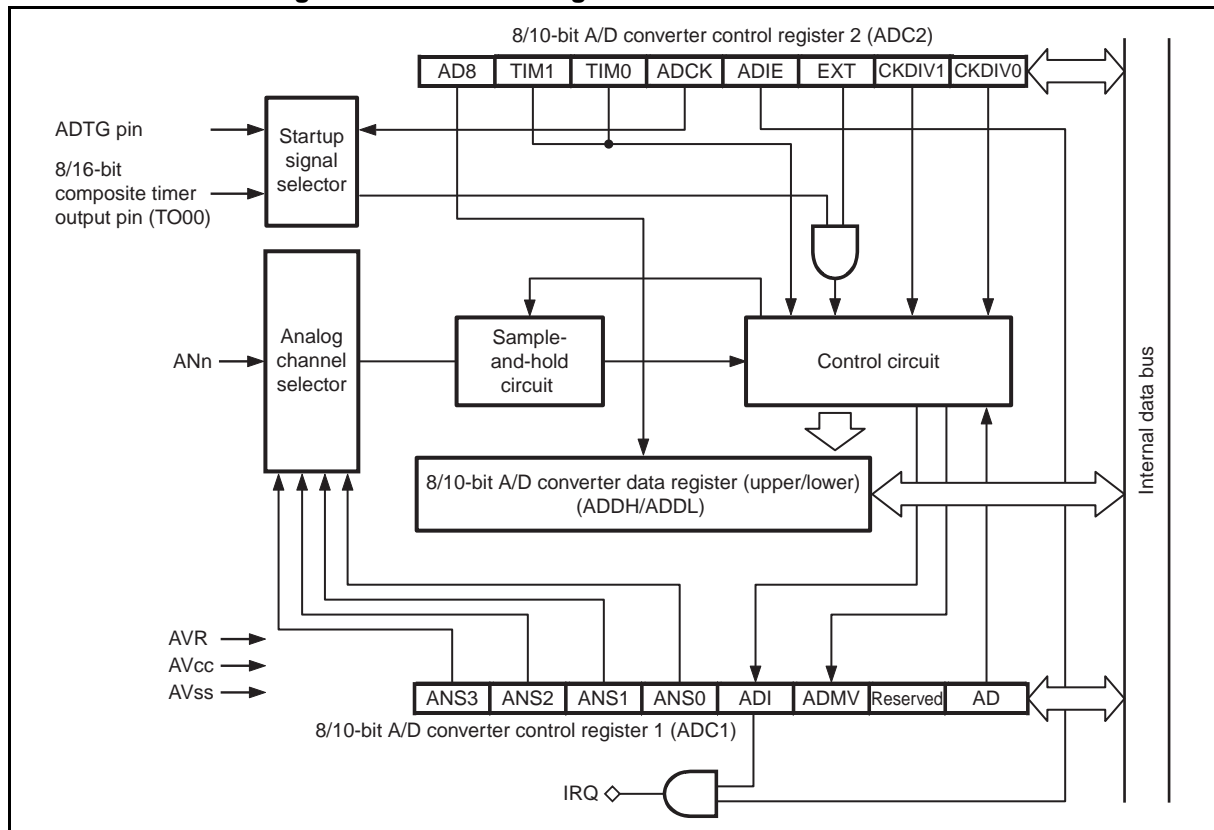 8/10-bit A/D converter control register 2 (ADC2)
AD8 TIM1 TIM0 ADCK ADIE EXT CKDIV1 CKDIV0
ADTG pin
8/16-bit
composite timer
output pin (TO00)
Startup
signal
selector
ANn
Analog
channel
selector
Sample-
and-hold
circuit
Control circuit
Internal data bus
8/10-bit A/D converter data register (upper/lower)
(ADDH/ADDL)
AVR
AVcc
AVss
ANS3 ANS2 ANS1 ANS0 ADI ADMV Reserved AD
8/10-bit A/D converter control register 1 (ADC1)
IRQ